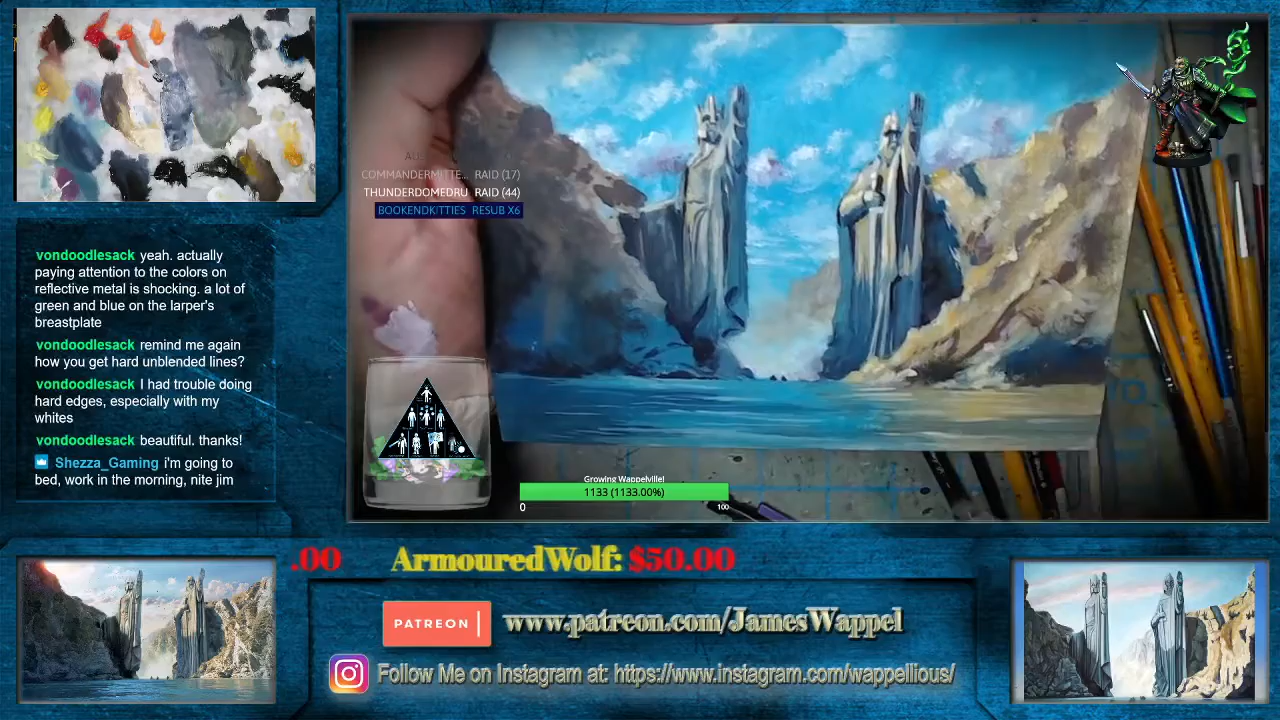 COMMANDERMITTE... RAID (17)
THUNDERDOMEDRU RAID (44)
BOOKENDKITTIES RESUB X6
vondoodlesack yeah. actually
paying attention to the colors on
reflective metal is shocking. a lot of
green and blue on the larper's
breastplate
vondoodlesack remind me again
how you get hard unblended lines?
vondoodlesack I had trouble doing
hard edges, especially with my
whites
vondoodlesack beautiful. thanks!
Shezza_Gaming i'm going to
bed, work in the morning, nite jim
Growing Wappelville!
1133 (1133.00%)
0 100
.00 ArmouredWolf: $50.00
PATREON www.patreon.com/JamesWappel
Follow Me on Instagram at: https://www.instagram.com/wappellious/